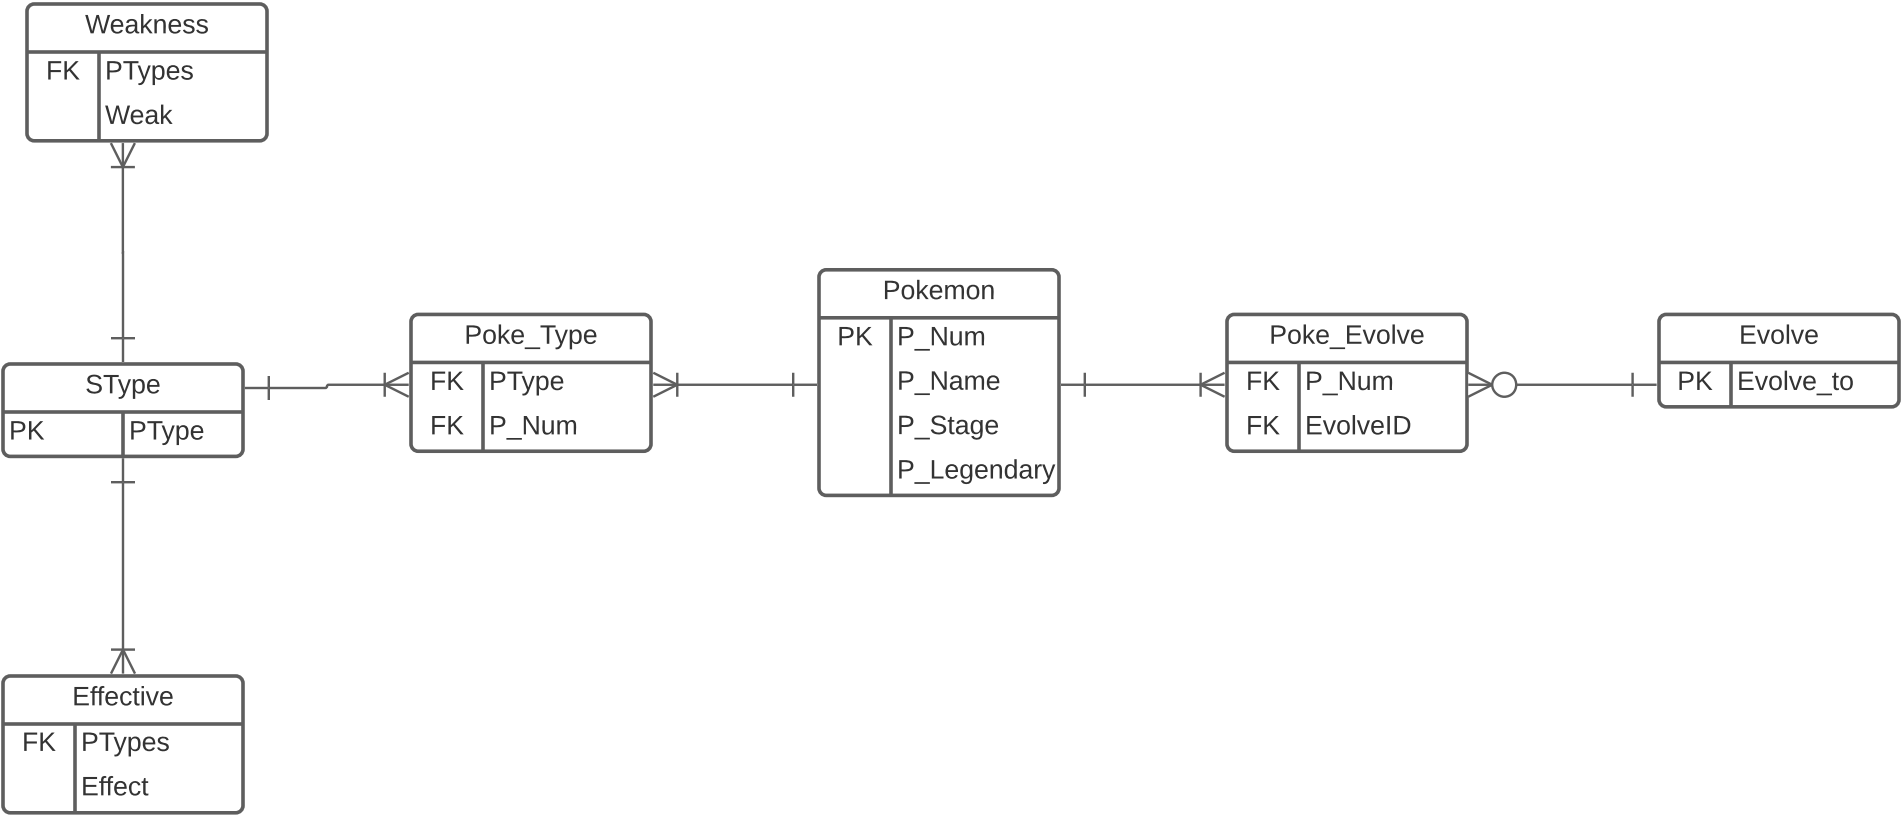 Weakness
FK PTypes
Weak
SType
PK PType
Effective
FK PTypes
Effect
Poke_Type
FK PType
FK P_Num
Pokemon
PK P_Num
P_Name
P_Stage
P_Legendary
Poke_Evolve
FK P_Num
FK EvolveID
Evolve
PK Evolve_to